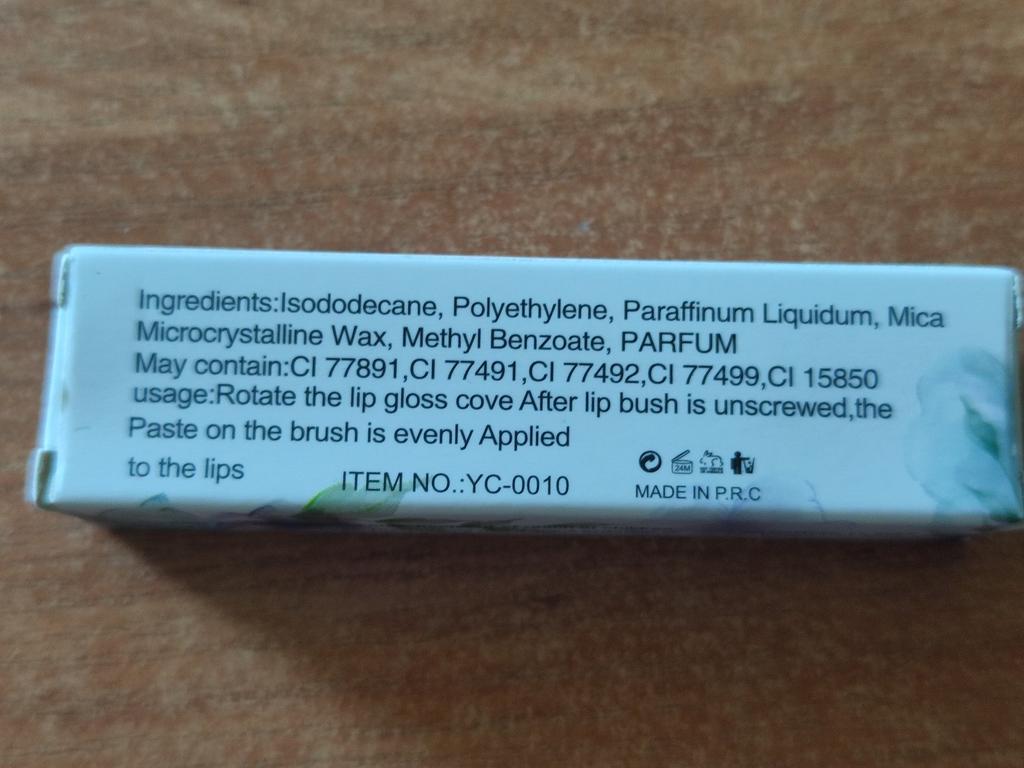 Ingredients:Isododecane, Polyethylene, Paraffinum Liquidum, Mica
Microcrystalline Wax, Methyl Benzoate, PARFUM
May contain:CI 77891,CI 77491,CI 77492,CI 77499,CI 15850
usage:Rotate the lip gloss cove After lip bush is unscrewed,the
Paste on the brush is evenly Applied
to the lips
ITEM NO.:YC-0010
24M
MADE IN P.R.C